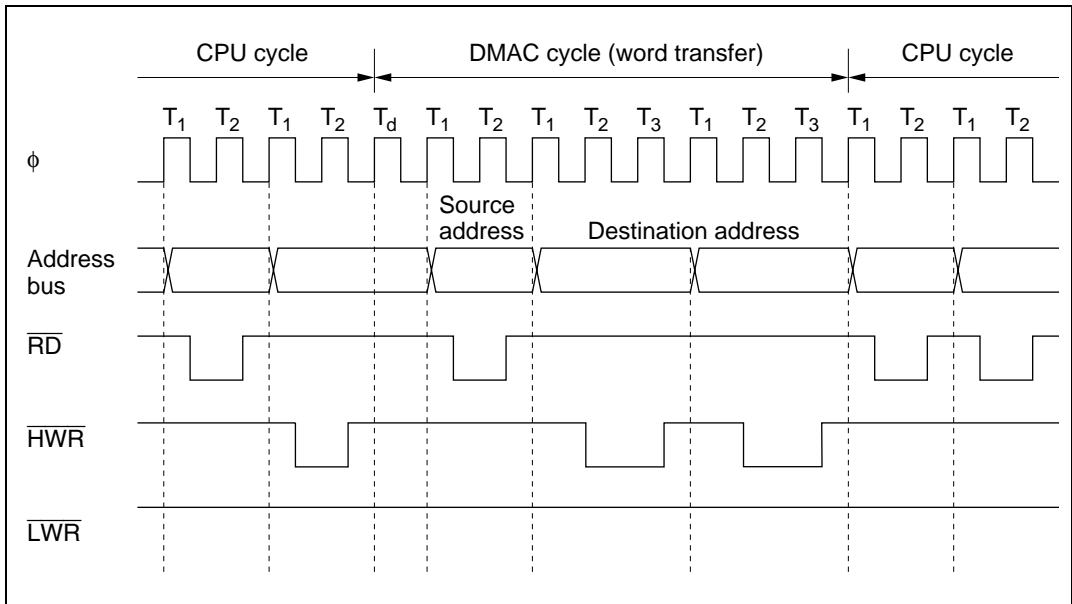 CPU cycle DMAC cycle (word transfer) CPU cycle
T1 T2 T1 T2 Td T1 T2 T1 T2 T3 T1 T2 T3 T1 T2 T1 T2
ϕ
Source
address Destination address
Address
bus
RD
HWR
LWR